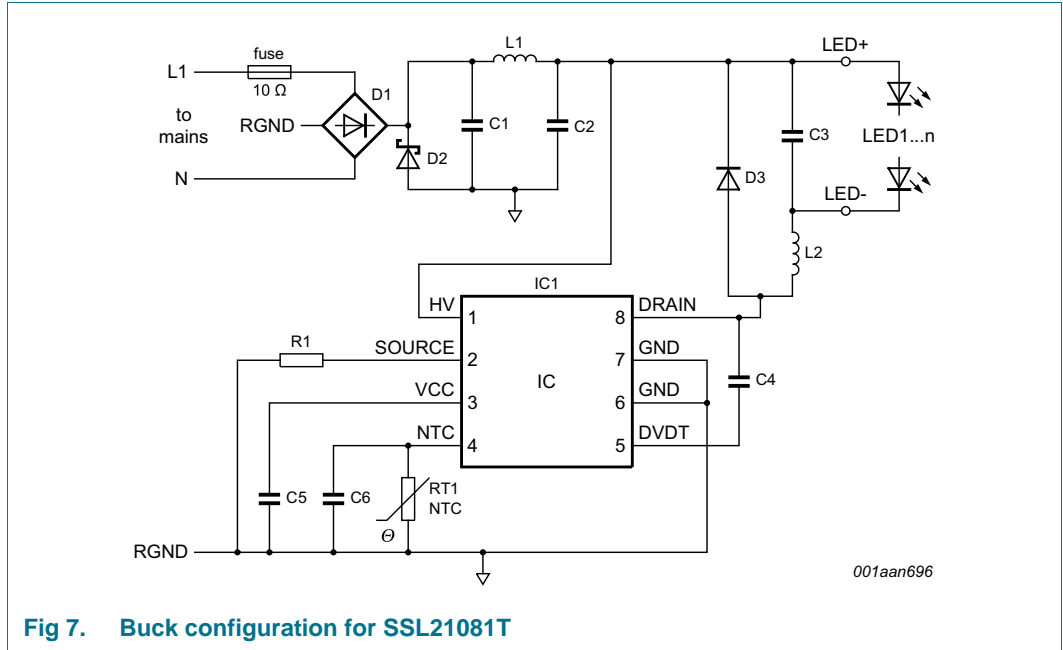 L1
fuse
10 Ω
to
mains
RGND
N
D1
D2
L1
C1
C2
LED+
LED1...n
C3
D3
LED-
L2
IC1
HV
1
SOURCE
2
VCC
3
NTC
4
IC
8
DRAIN
7
GND
6
GND
5
DVDT
C4
R1
C5
C6
RT1
NTC
Θ
RGND
001aan696
Fig 7. Buck configuration for SSL21081T